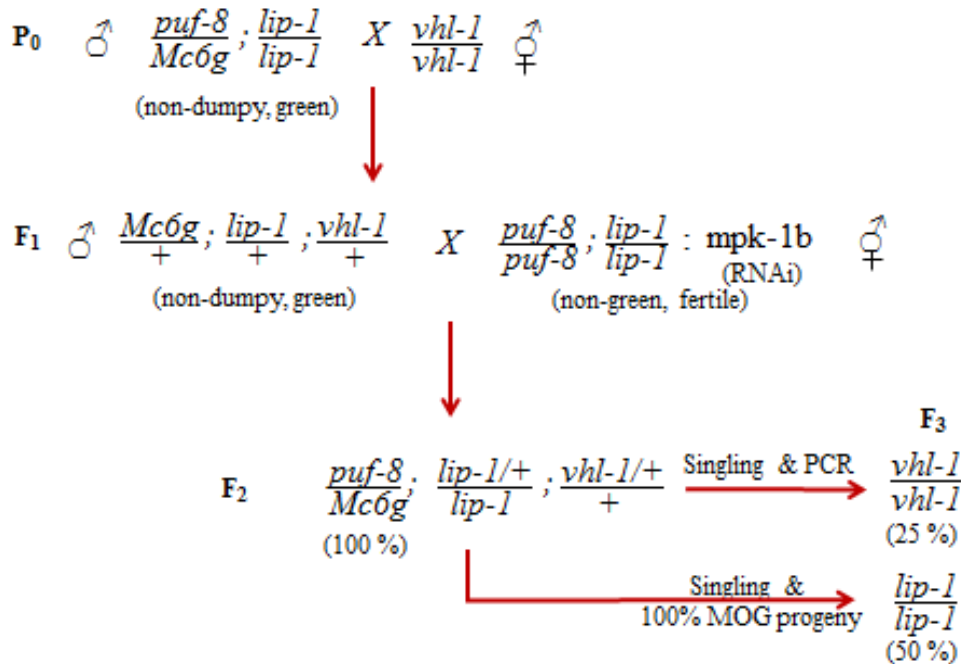 P0 ♂ puf-8/Mc6g ; lip-1/lip-1 X vhl-1/vhl-1 ⚥
(non-dumpy, green)
F1 ♂ Mc6g/+ ; lip-1/+ ; vhl-1/+ X puf-8/puf-8 ; lip-1/lip-1 : mpk-1b (RNAi) ⚥
(non-dumpy, green) (non-green, fertile)
F3
F2 puf-8/Mc6g ; lip-1/+/lip-1 ; vhl-1/+/+ Singling & PCR vhl-1/vhl-1
(100 %) (25 %)
Singling & 100% MOG progeny lip-1/lip-1
(50 %)